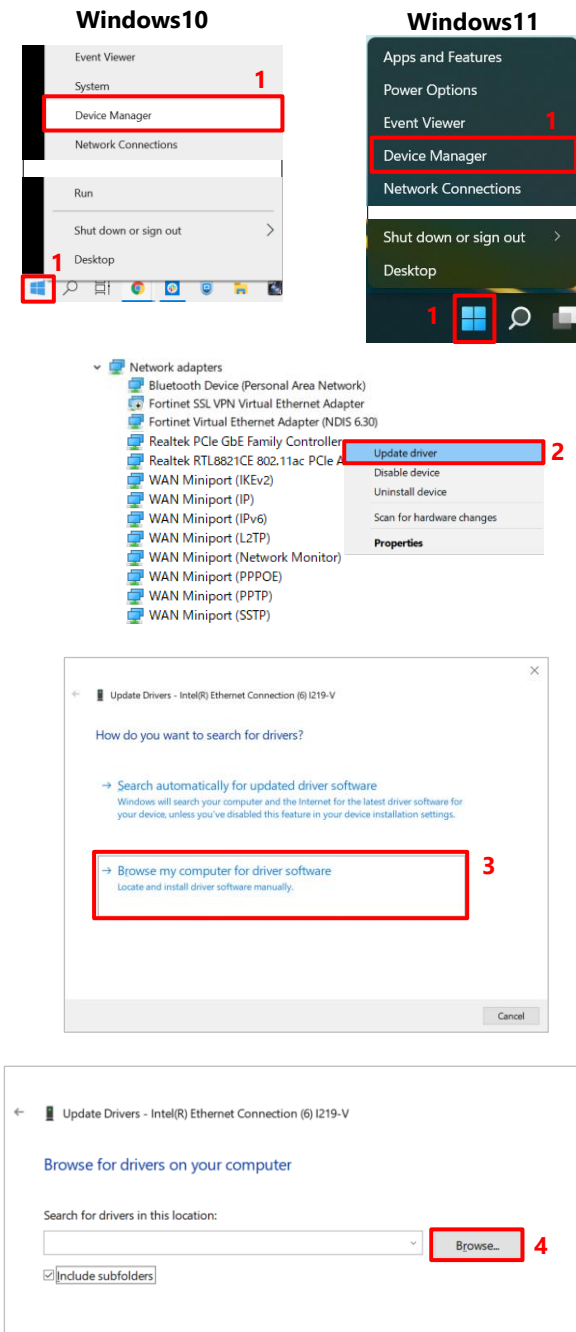 Windows10
Event Viewer
System
1
Device Manager
Network Connections
Run
Shut down or sign out
Desktop
1
Windows11
Apps and Features
Power Options
Event Viewer
1
Device Manager
Network Connections
Shut down or sign out
Desktop
1
Network adapters
Bluetooth Device (Personal Area Network)
Fortinet SSL VPN Virtual Ethernet Adapter
Fortinet Virtual Ethernet Adapter (NDIS 6.30)
Realtek PCIe GbE Family Controller
Realtek RTL8821CE 802.11ac PCIe A
WAN Miniport (IKEv2)
WAN Miniport (IP)
WAN Miniport (IPv6)
WAN Miniport (L2TP)
WAN Miniport (Network Monitor)
WAN Miniport (PPPOE)
WAN Miniport (PPTP)
WAN Miniport (SSTP)
Update driver
2
Disable device
Uninstall device
Scan for hardware changes
Properties
Update Drivers - Intel(R) Ethernet Connection (6) I219-V
How do you want to search for drivers?
Search automatically for updated driver software
Windows will search your computer and the Internet for the latest driver software for
your device, unless you've disabled this feature in your device installation settings.
Browse my computer for driver software
3
Locate and install driver software manually.
Cancel
Update Drivers - Intel(R) Ethernet Connection (6) I219-V
Browse for drivers on your computer
Search for drivers in this location:
Browse...
4
Include subfolders